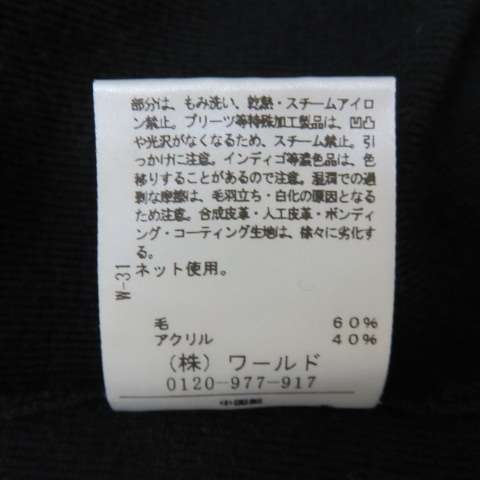 部分は、もみ洗い、乾熱・スチームアイロ
ン禁止。プリーツ等特殊加工製品は、凹凸
や光沢がなくなるため、スチーム禁止。引
っかけに注意。インディゴ等濃色品は、色
移りすることがあるので注意。湿潤での過
剰な摩擦は、毛羽立ち・白化の原因となる
ため注意。合成皮革・人工皮革・ボンディ
ング・コーティング生地は、徐々に劣化す
る。
ネット使用。
W-31
毛 60%
アクリル 40%
(株) ワールド
0120-977-917